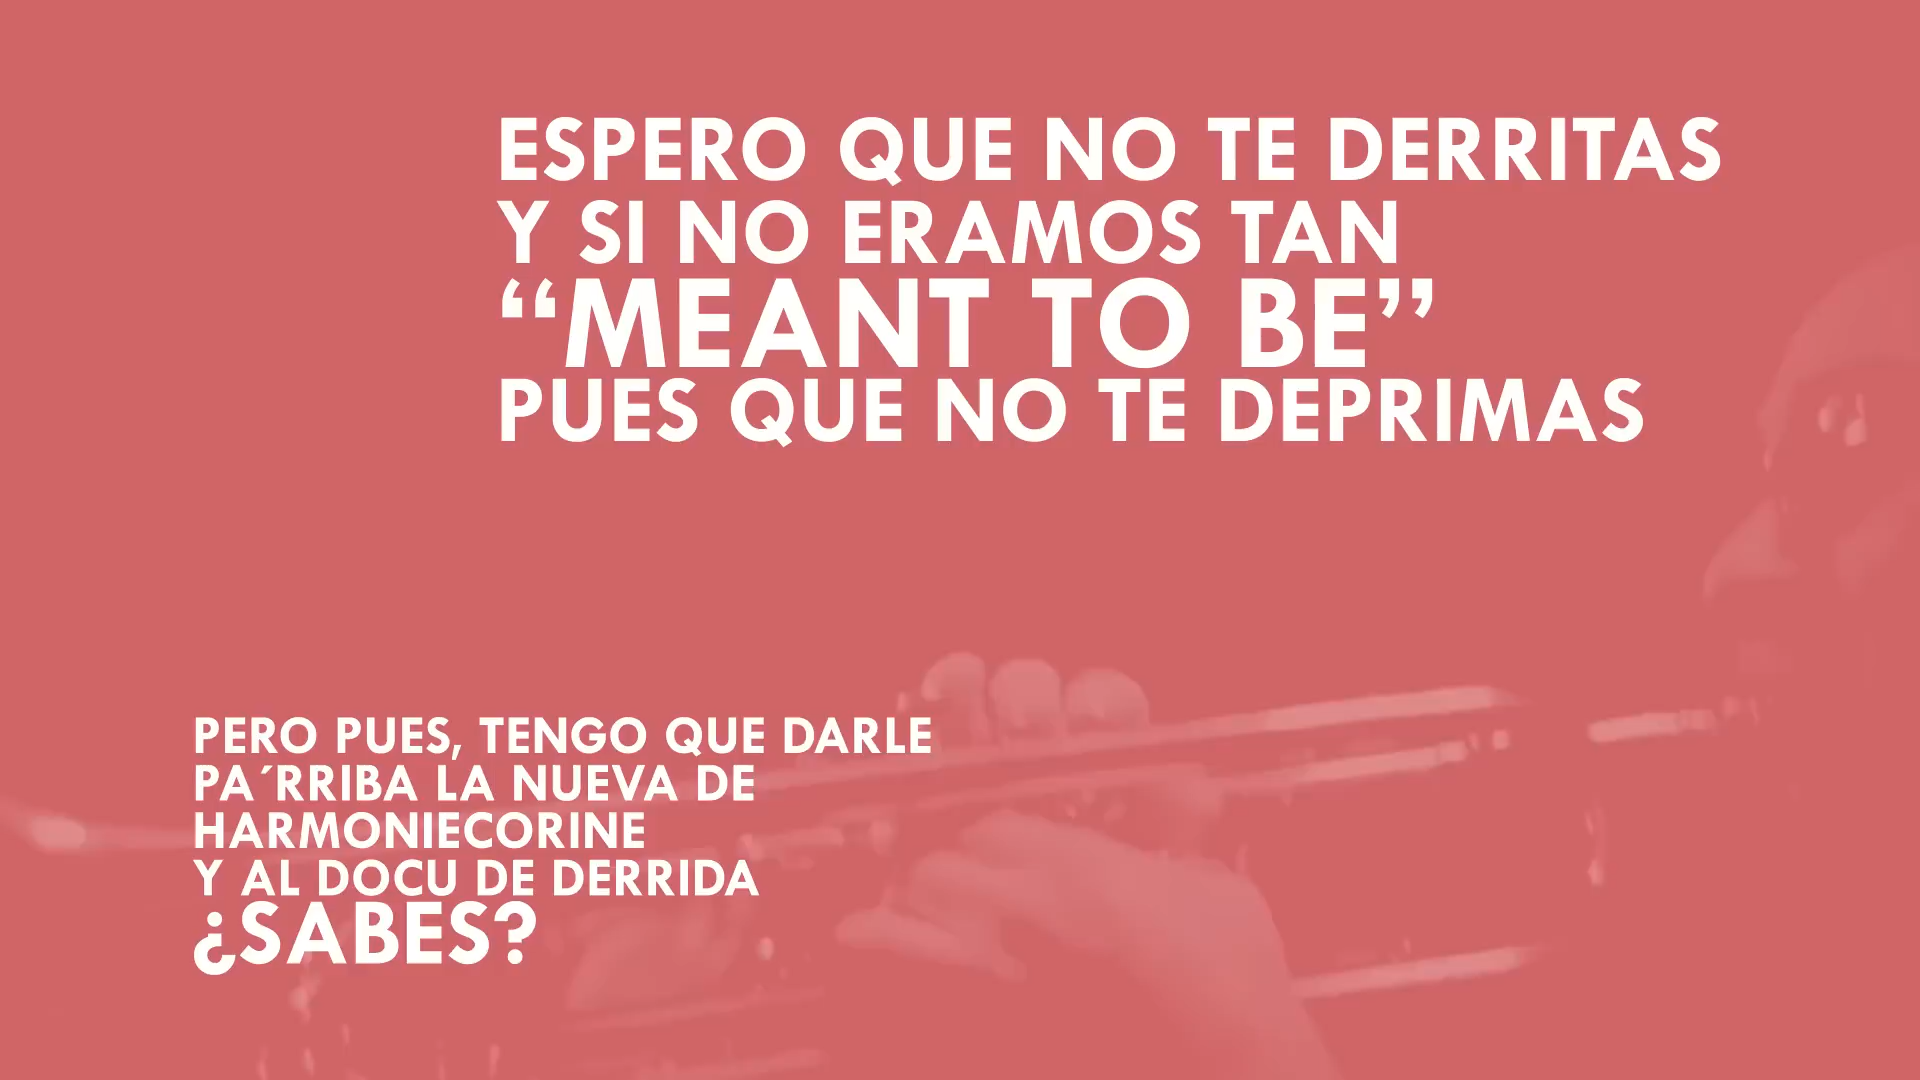 ESPERO QUE NO TE DERRITAS
Y SI NO ERAMOS TAN
“MEANT TO BE”
PUES QUE NO TE DEPRIMAS
PERO PUES, TENGO QUE DARLE
PA´RRIBA LA NUEVA DE
HARMONIECORINE
Y AL DOCU DE DERRIDA
¿SABES?